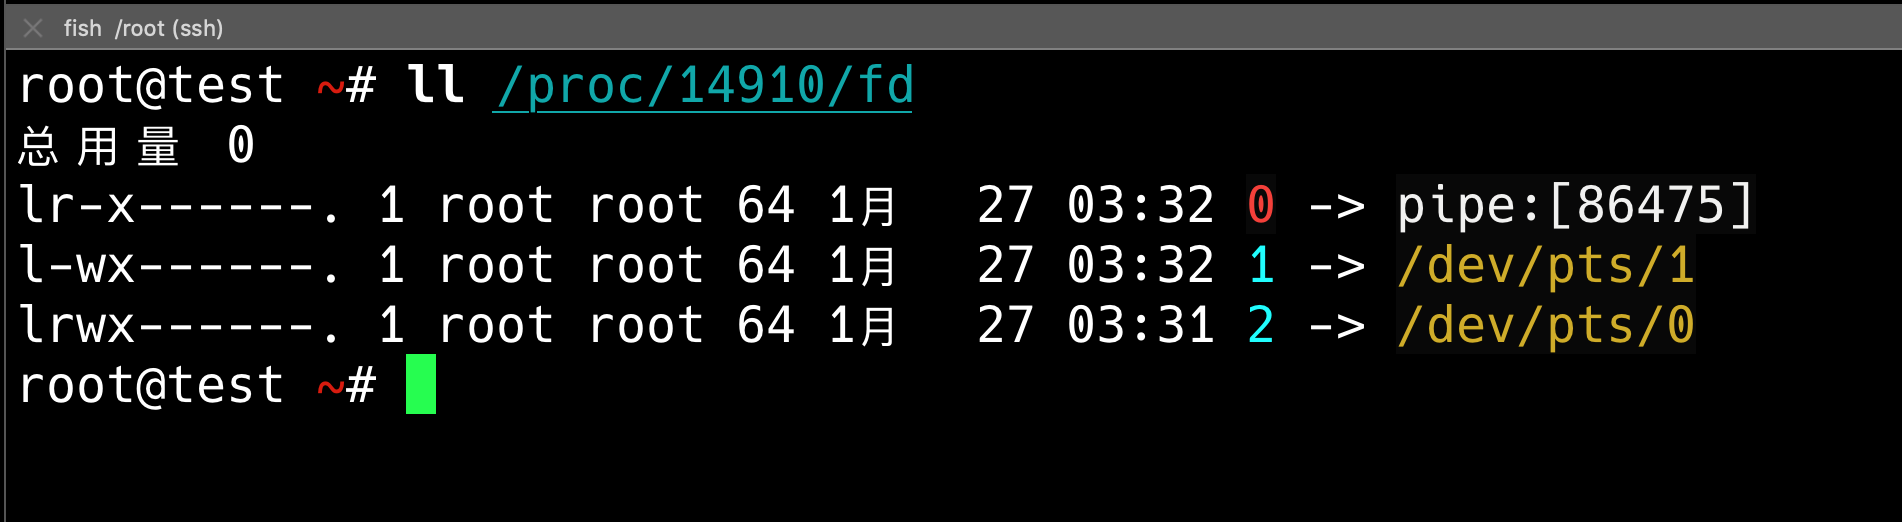 fish /root (ssh)
root@test ~# ll /proc/14910/fd
总用量 0
lr-x------. 1 root root 64 1月 27 03:32 0 -> pipe:[86475]
l-wx------. 1 root root 64 1月 27 03:32 1 -> /dev/pts/1
lrwx------. 1 root root 64 1月 27 03:31 2 -> /dev/pts/0
root@test ~#